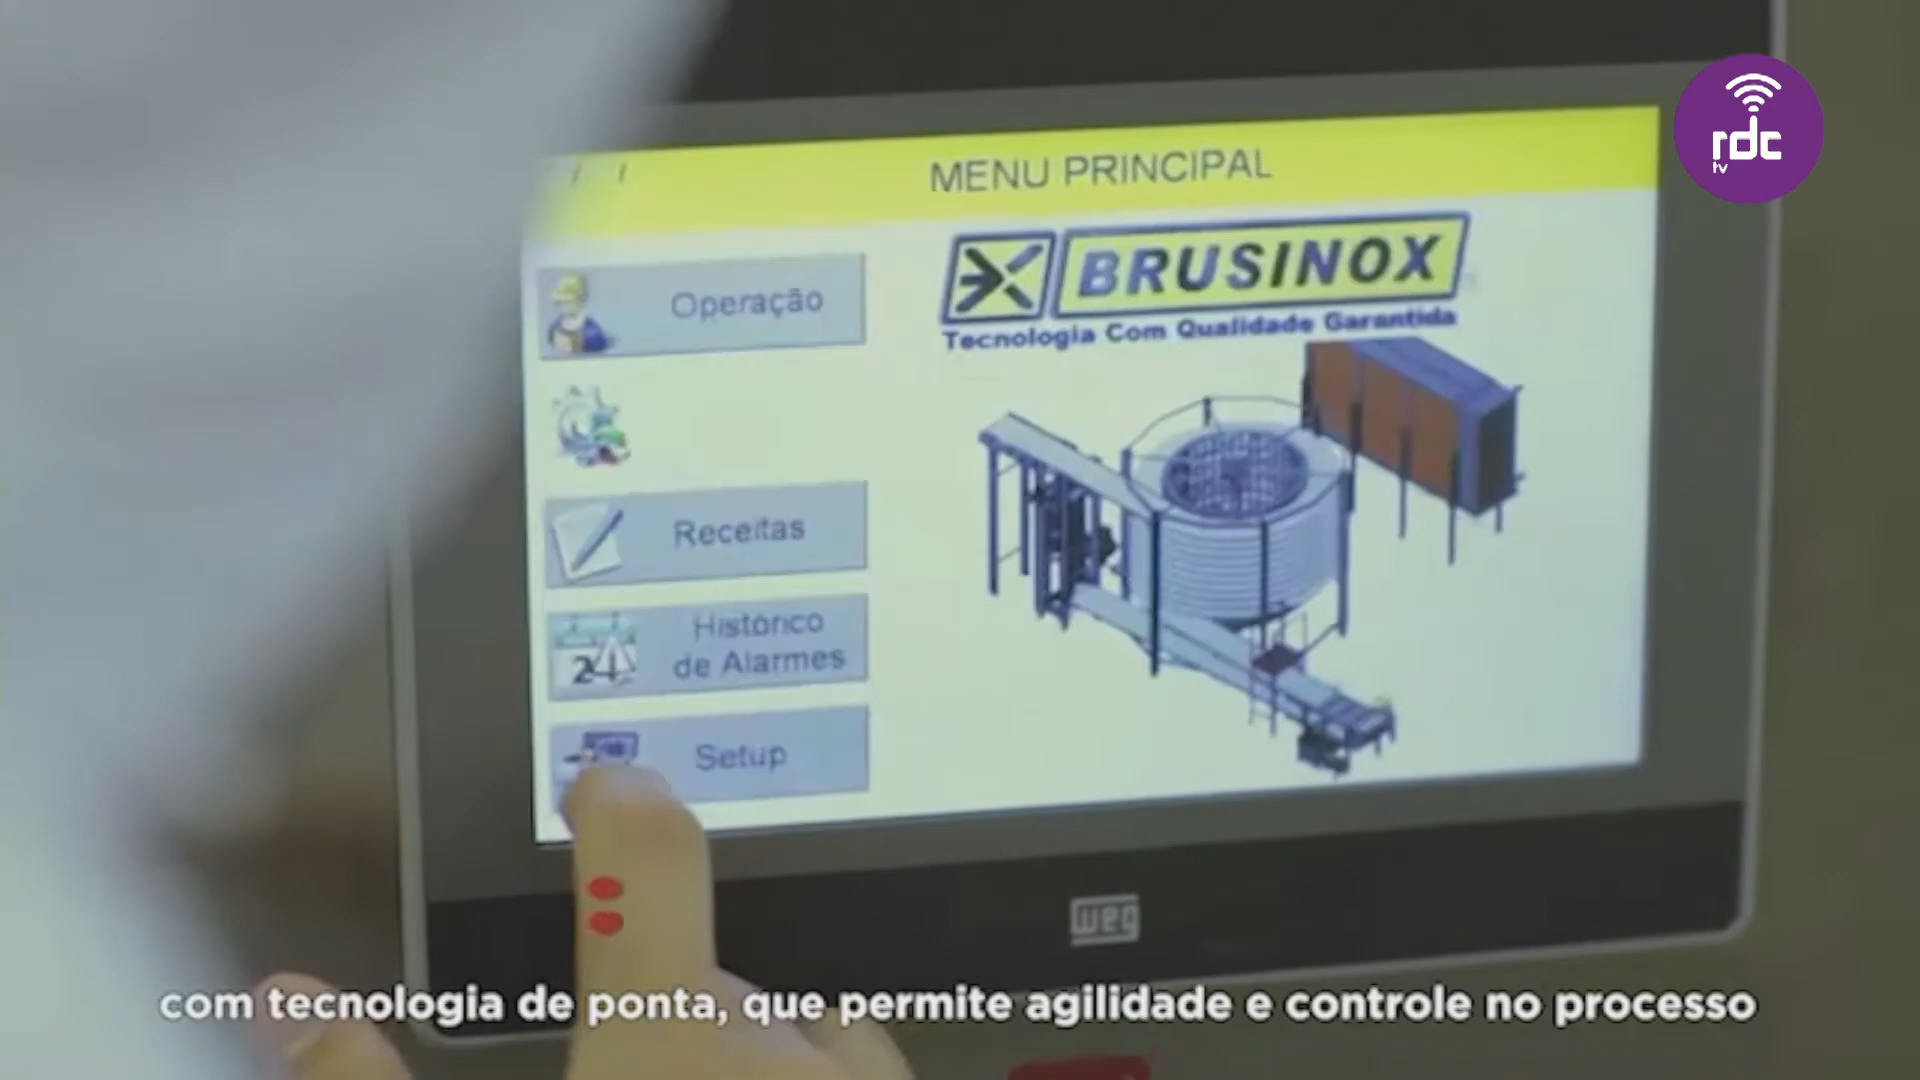 rdc
tv
MENU PRINCIPAL
BRUSINOX
Tecnologia Com Qualidade Garantida
Operação
Receitas
24
Histórico
de Alarmes
Setup
weg
com tecnologia de ponta, que permite agilidade e controle no processo